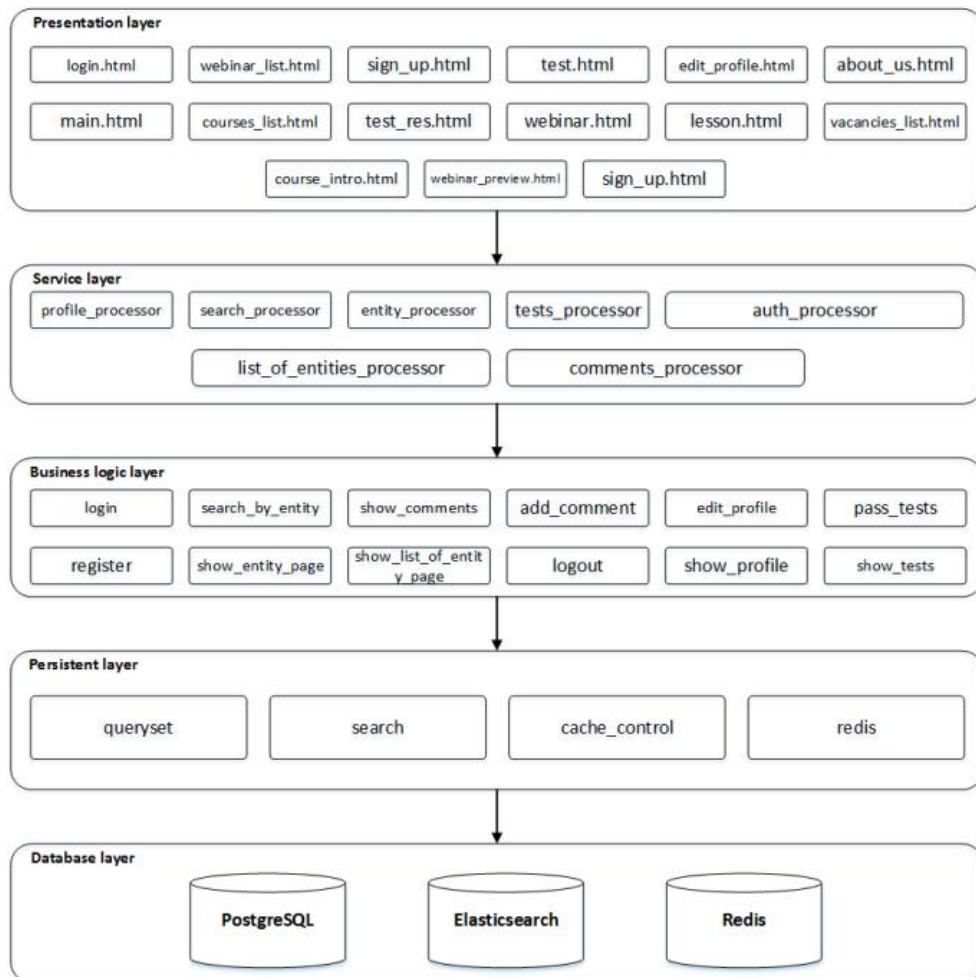 Presentation layer
login.html
webinar_list.html
sign_up.html
test.html
edit_profile.html
about_us.html
main.html
courses_list.html
test_res.html
webinar.html
lesson.html
vacancies_list.html
course_intro.html
webinar_preview.html
sign_up.html
Service layer
profile_processor
search_processor
entity_processor
tests_processor
auth_processor
list_of_entities_processor
comments_processor
Business logic layer
login
search_by_entity
show_comments
add_comment
edit_profile
pass_tests
register
show_entity_page
show_list_of_entit
y_page
logout
show_profile
show_tests
Persistent layer
queryset
search
cache_control
redis
Database layer
PostgreSQL
Elasticsearch
Redis